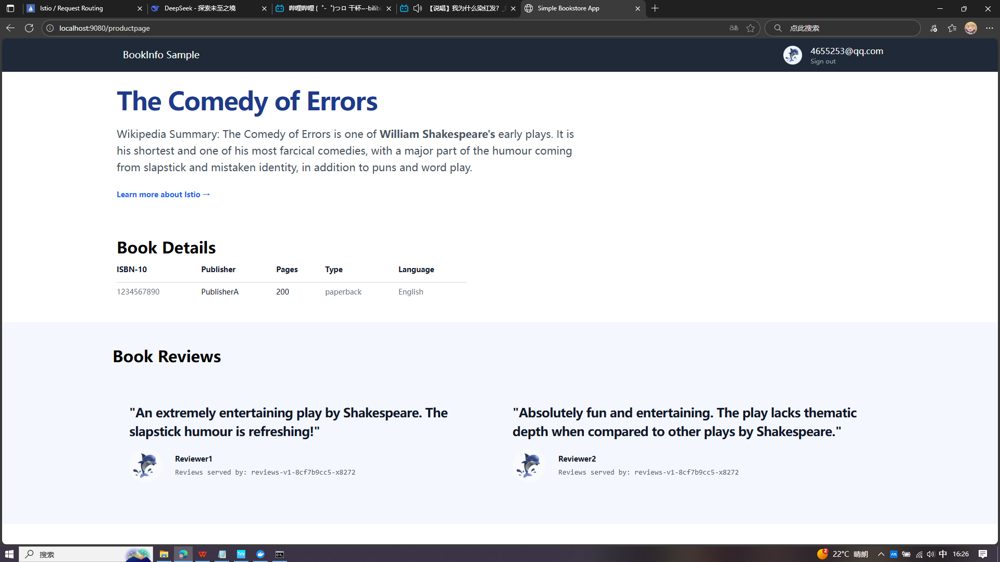 Istio / Request Routing
DeepSeek - 探索未至之境
哔哩哔哩 (゜-゜)つロ 干杯~-bilibi
【说唱】我为什么染红发？_
Simple Bookstore App
localhost:9080/productpage
点此搜索
BookInfo Sample
4655253@qq.com
Sign out
The Comedy of Errors
Wikipedia Summary: The Comedy of Errors is one of William Shakespeare's early plays. It is
his shortest and one of his most farcical comedies, with a major part of the humour coming
from slapstick and mistaken identity, in addition to puns and word play.
Learn more about Istio →
Book Details
ISBN-10 Publisher Pages Type Language
1234567890 PublisherA 200 paperback English
Book Reviews
"An extremely entertaining play by Shakespeare. The
slapstick humour is refreshing!"
Reviewer1
Reviews served by: reviews-v1-8cf7b9cc5-x8272
"Absolutely fun and entertaining. The play lacks thematic
depth when compared to other plays by Shakespeare."
Reviewer2
Reviews served by: reviews-v1-8cf7b9cc5-x8272
搜索
2
22°C 晴朗
中
16:26